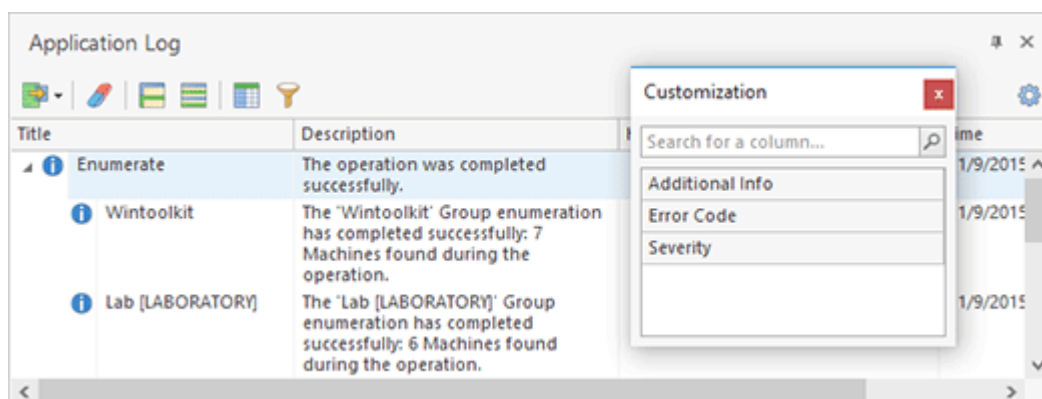 Application Log
Customization
Search for a column...
Additional Info
Error Code
Severity
Title
Description
Enumerate
The operation was completed
successfully.
1/9/2015
Wintoolkit
The 'Wintoolkit' Group enumeration
has completed successfully: 7
Machines found during the
operation.
1/9/2015
Lab [LABORATORY]
The 'Lab [LABORATORY]' Group
enumeration has completed
successfully: 6 Machines found
during the operation.
1/9/2015